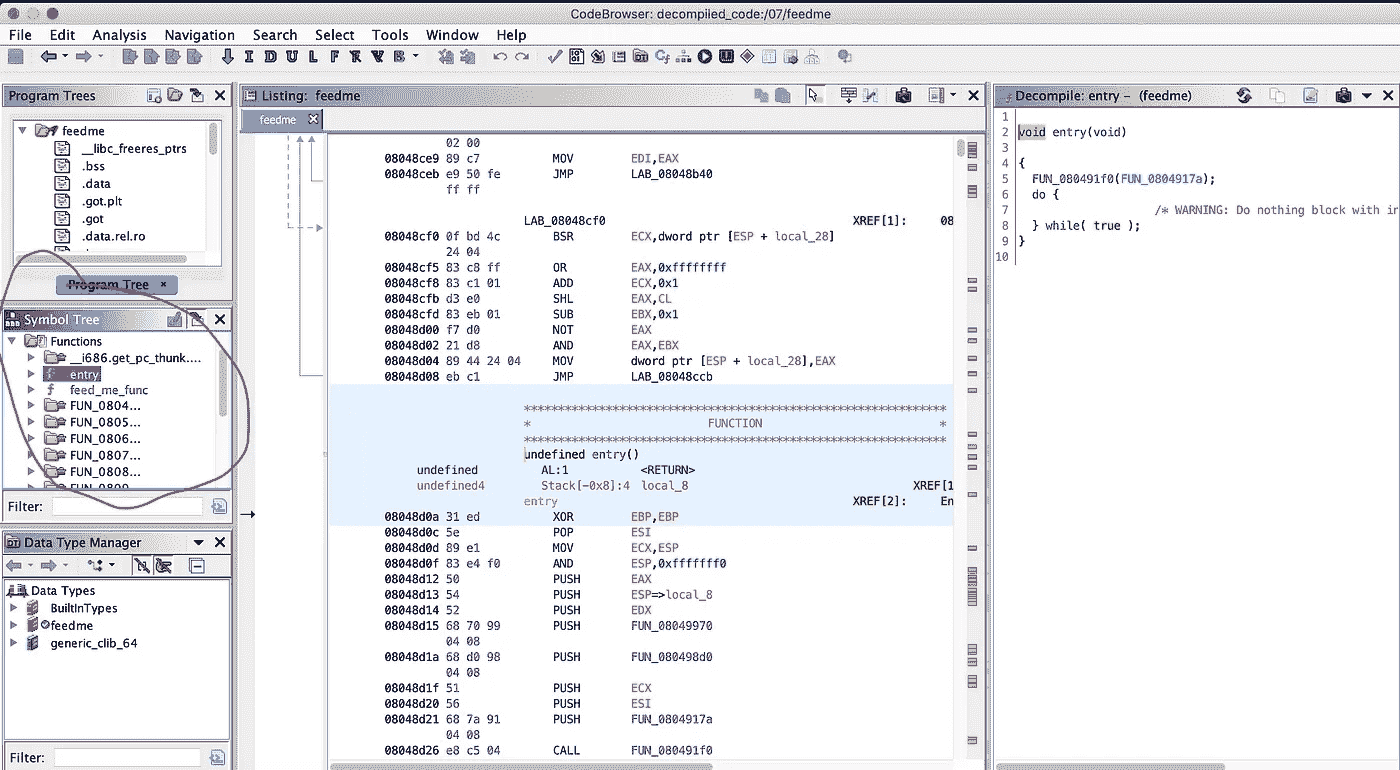 CodeBrowser: decompiled_code:/07/feedme
File Edit Analysis Navigation Search Select Tools Window Help
I D U L F R V B
Program Trees
feedme
__libc_freeres_ptrs
.bss
.data
.got.plt
.got
.data.rel.ro
Program Tree ×
Symbol Tree
Functions
__i686.get_pc_thunk....
f entry
f feed_me_func
FUN_0804...
FUN_0805...
FUN_0806...
FUN_0807...
FUN_0808...
Filter:
Data Type Manager
Data Types
BuiltInTypes
feedme
generic_clib_64
Filter:
Listing: feedme
feedme
02 00
08048ce9 89 c7 MOV EDI,EAX
08048ceb e9 50 fe JMP LAB_08048b40
ff ff
LAB_08048cf0 XREF[1]: 08
08048cf0 0f bd 4c BSR ECX,dword ptr [ESP + local_28]
24 04
08048cf5 83 c8 ff OR EAX,0xffffffff
08048cf8 83 c1 01 ADD ECX,0x1
08048cfb d3 e0 SHL EAX,CL
08048cfd 83 eb 01 SUB EBX,0x1
08048d00 f7 d0 NOT EAX
08048d02 21 d8 AND EAX,EBX
08048d04 89 44 24 04 MOV dword ptr [ESP + local_28],EAX
08048d08 eb c1 JMP LAB_08048ccb
**************************************************************
* FUNCTION *
**************************************************************
undefined entry()
undefined AL:1 <RETURN>
undefined4 Stack[-0x8]:4 local_8 XREF[1
entry XREF[2]: En
08048d0a 31 ed XOR EBP,EBP
08048d0c 5e POP ESI
08048d0d 89 e1 MOV ECX,ESP
08048d0f 83 e4 f0 AND ESP,0xfffffff0
08048d12 50 PUSH EAX
08048d13 54 PUSH ESP=>local_8
08048d14 52 PUSH EDX
08048d15 68 70 99 PUSH FUN_08049970
04 08
08048d1a 68 d0 98 PUSH FUN_080498d0
04 08
08048d1f 51 PUSH ECX
08048d20 56 PUSH ESI
08048d21 68 7a 91 PUSH FUN_0804917a
04 08
08048d26 e8 c5 04 CALL FUN_080491f0
Decompile: entry – (feedme)
1
2 void entry(void)
3
4 {
5 FUN_080491f0(FUN_0804917a);
6 do {
7 /* WARNING: Do nothing block with in
8 } while( true );
9 }
10